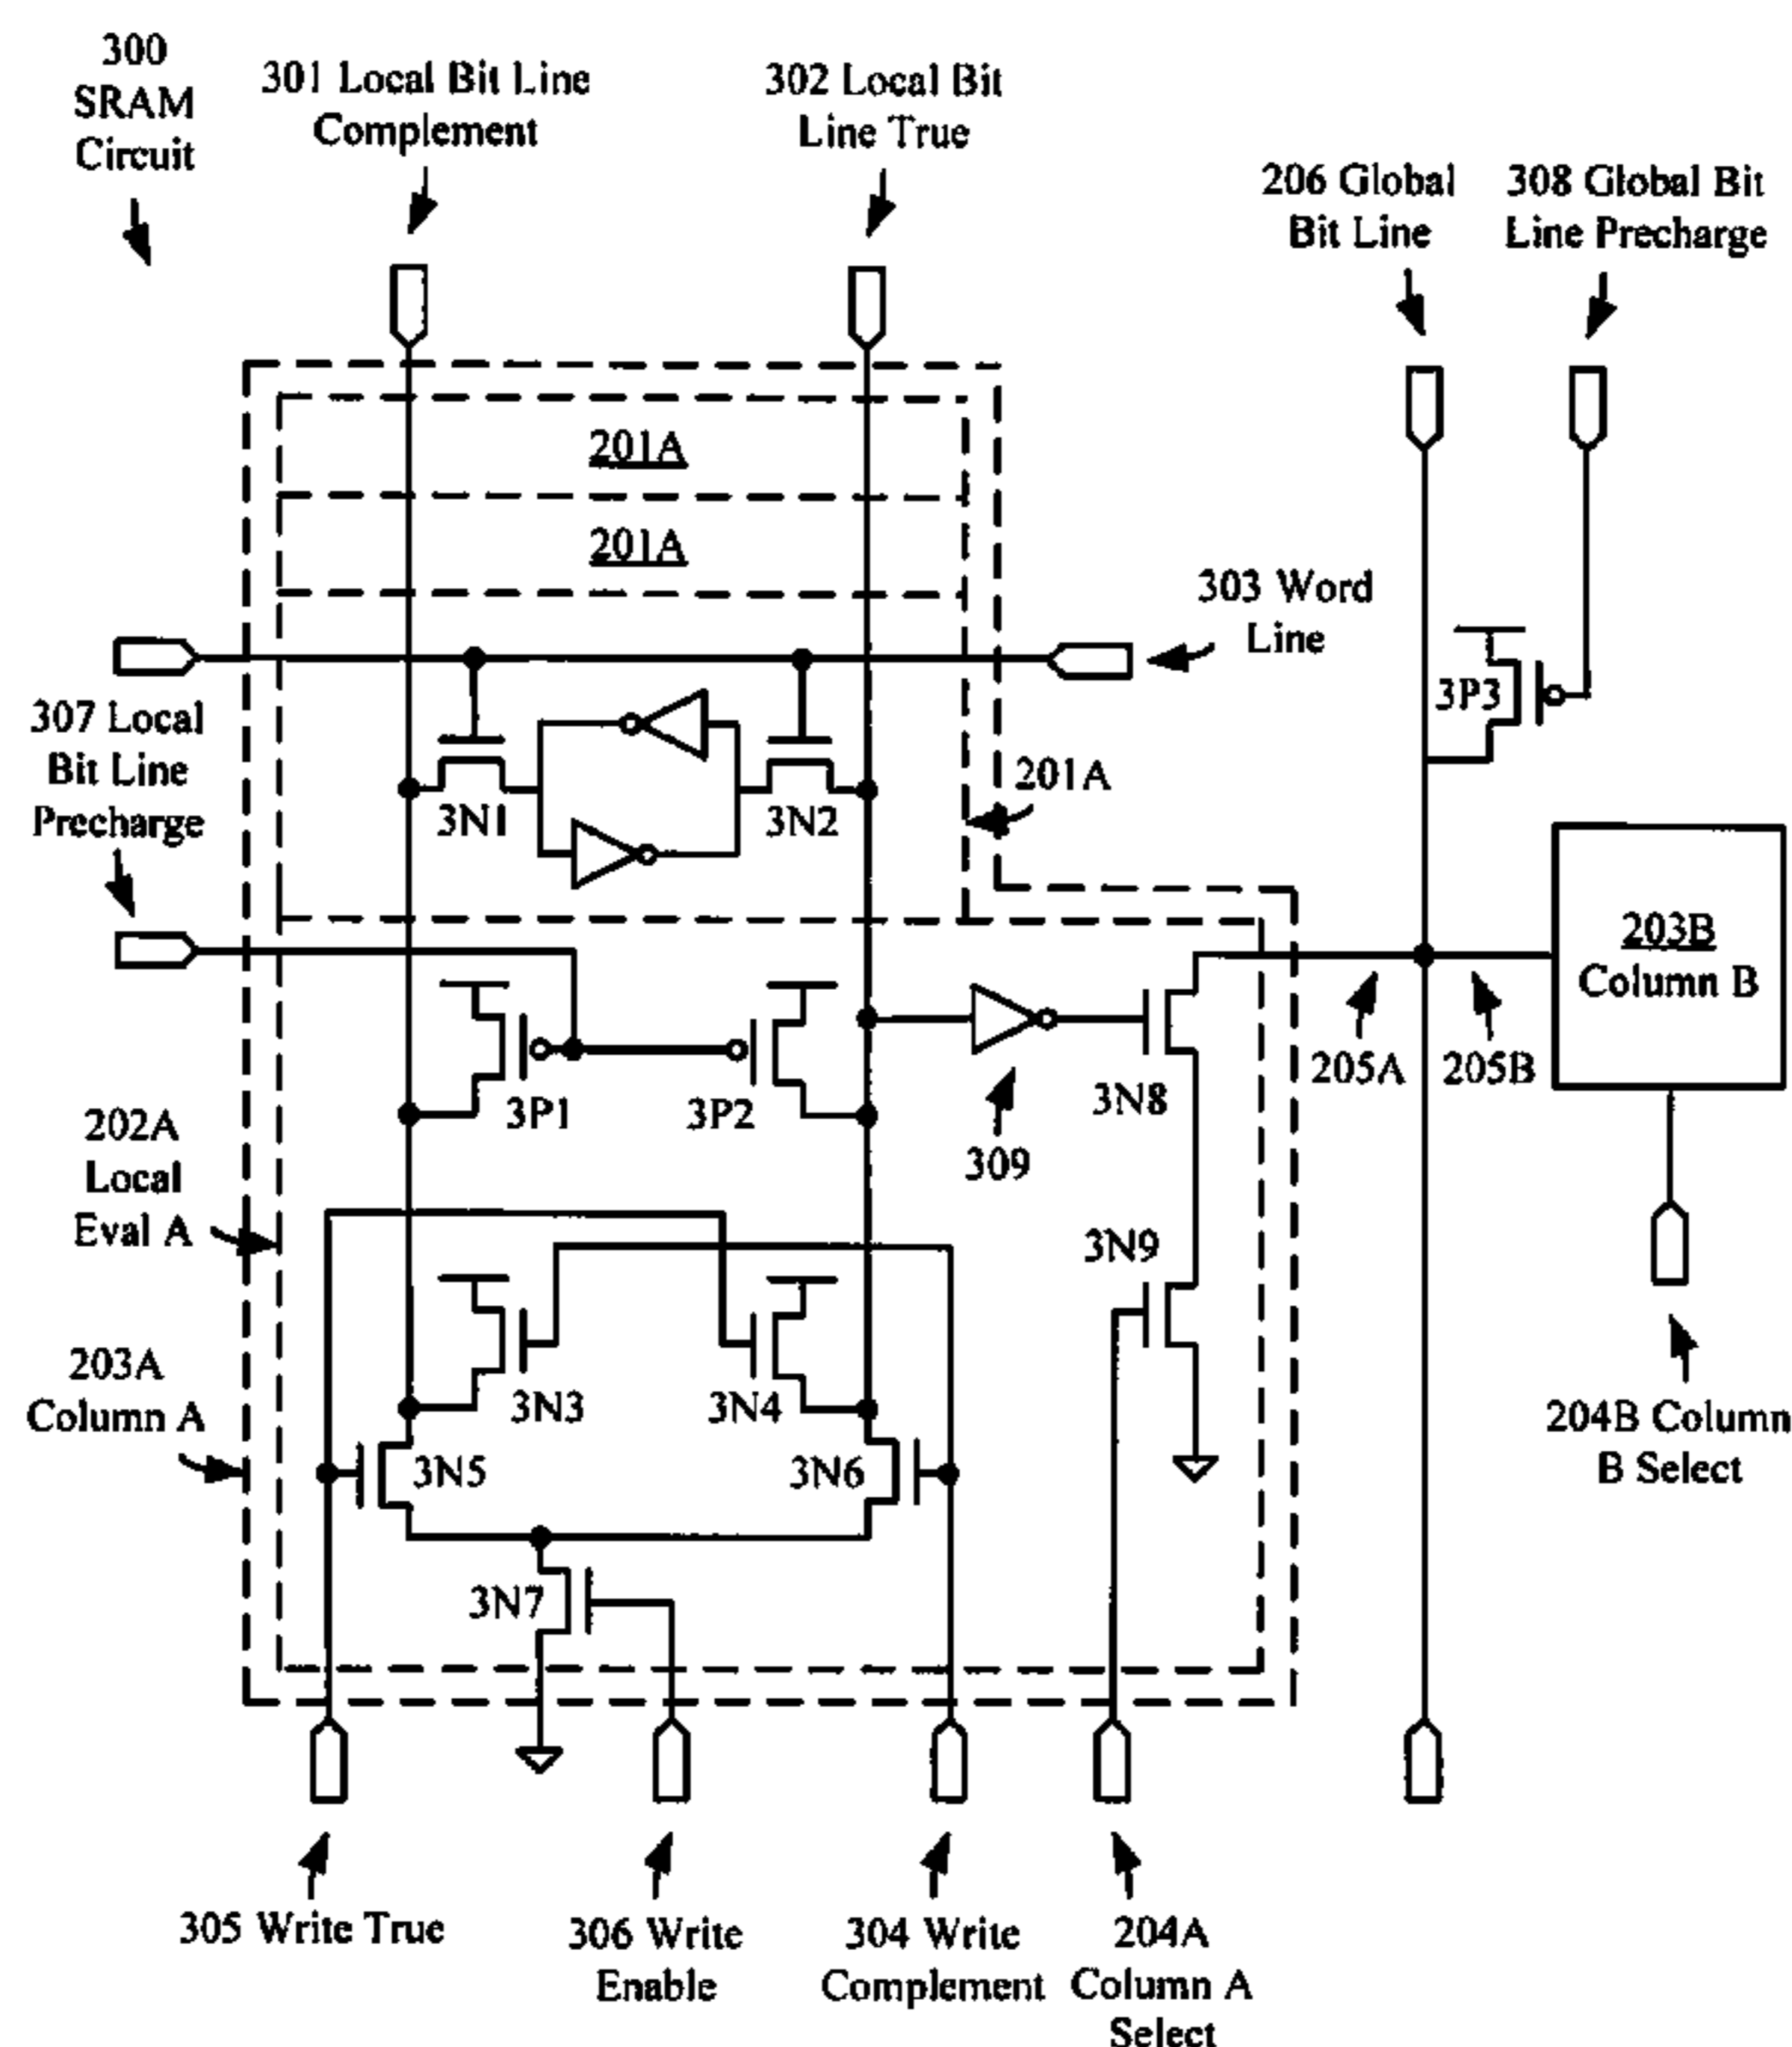 300
SRAM
Circuit
301 Local Bit Line
Complement
302 Local Bit
Line True
206 Global
Bit Line
308 Global Bit
Line Precharge
201A
201A
303 Word
Line
3P3
307 Local
Bit Line
Precharge
3N1
3N2
201A
203B
Column B
205A
205B
3P1
3P2
309
3N8
202A
Local
Eval A
3N9
203A
Column A
3N3
3N4
3N5
3N6
204B Column
B Select
3N7
305 Write True
306 Write
Enable
304 Write
Complement
204A
Column A
Select